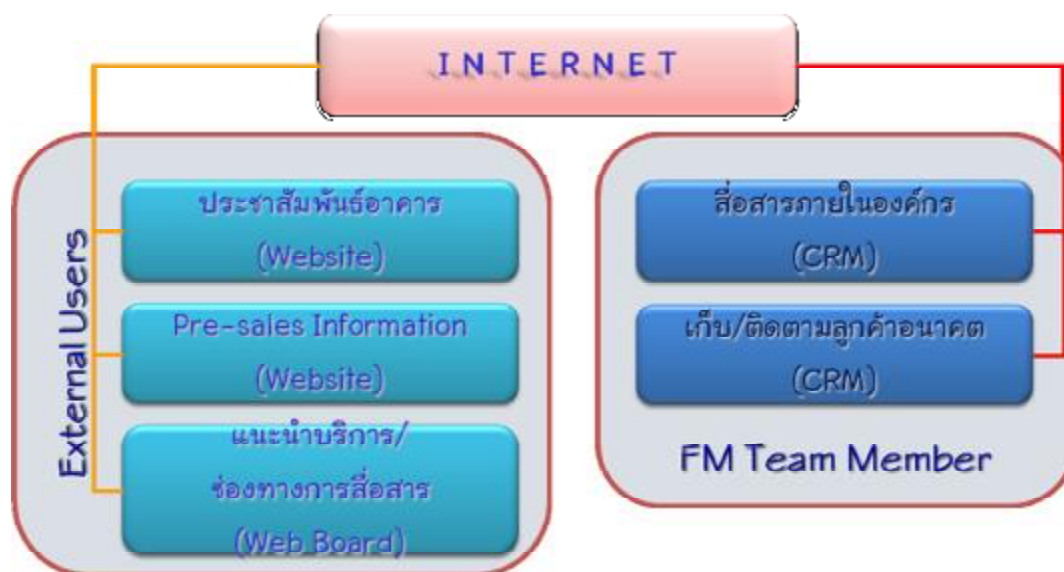 INTERNET
External Users
ประชาสัมพันธ์อาคาร
(Website)
Pre-sales Information
(Website)
แนะนำบริการ/
ช่องทางการสื่อสาร
(Web Board)
สื่อสารภายในองค์กร
(CRM)
เก็บ/ติดตามลูกค้าอนาคต
(CRM)
FM Team Member